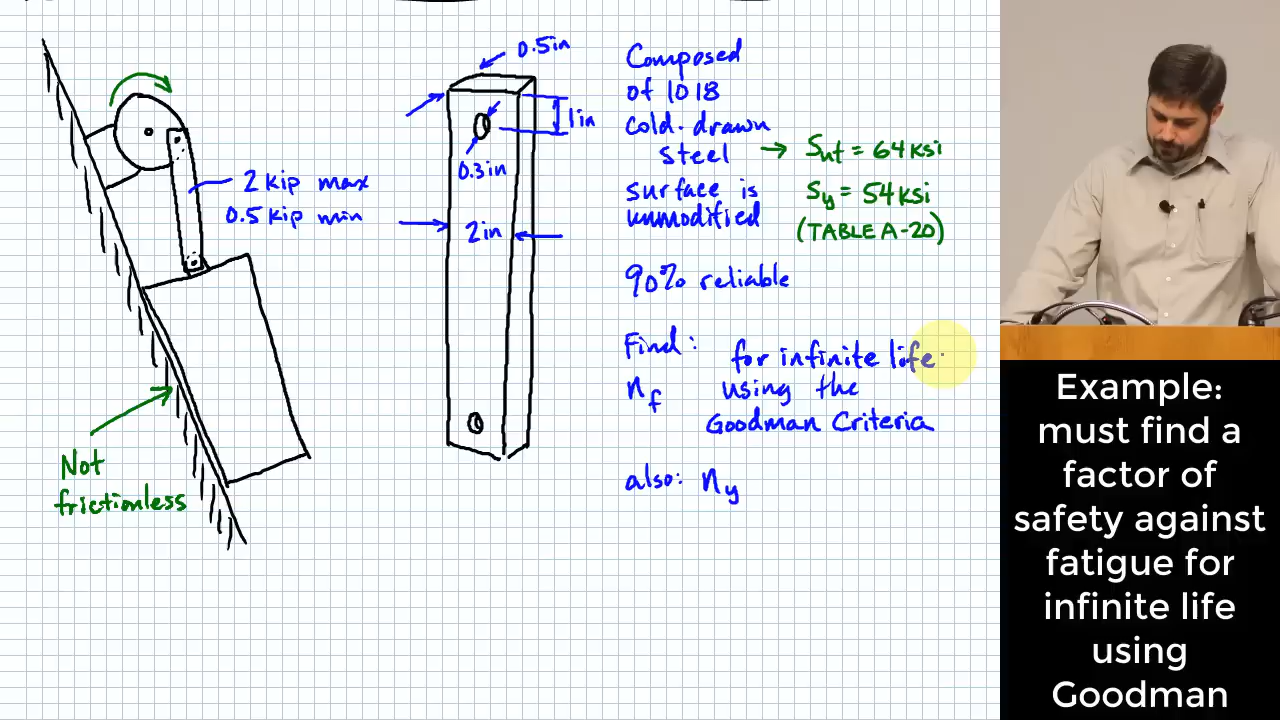 0.5in
1in
0.3in
2in
2 kip max
0.5 kip min
Not
frictionless
Composed
of 1018
cold-drawn
steel → Sut = 64 ksi
Sy = 54 ksi
(TABLE A-20)
surface is
unmodified
90% reliable
Find:
nf
for infinite life
using the
Goodman Criteria
also: ny
Example:
must find a
factor of
safety against
fatigue for
infinite life
using
Goodman